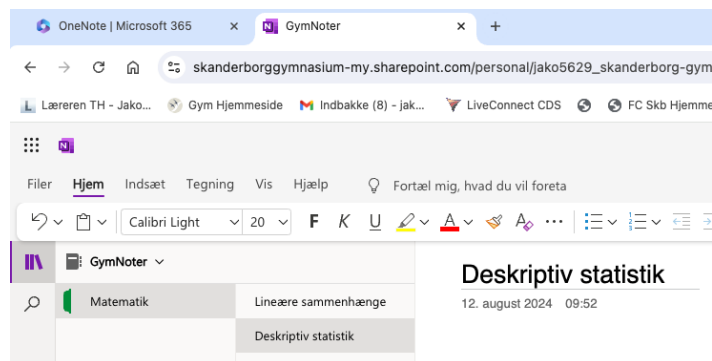 OneNote | Microsoft 365 GymNoter
skanderborggymnasium-my.sharepoint.com/personal/jako5629_skanderborg-gym
Læreren TH - Jako... Gym Hjemmeside Indbakke (8) - jak... LiveConnect CDS FC Skb Hjemme
Filer Hjem Indsæt Tegning Vis Hjælp Fortæl mig, hvad du vil foreta
Calibri Light 20 F K U A A
GymNoter
Deskriptiv statistik
Matematik Lineære sammenhænge
12. august 2024 09:52
Deskriptiv statistik